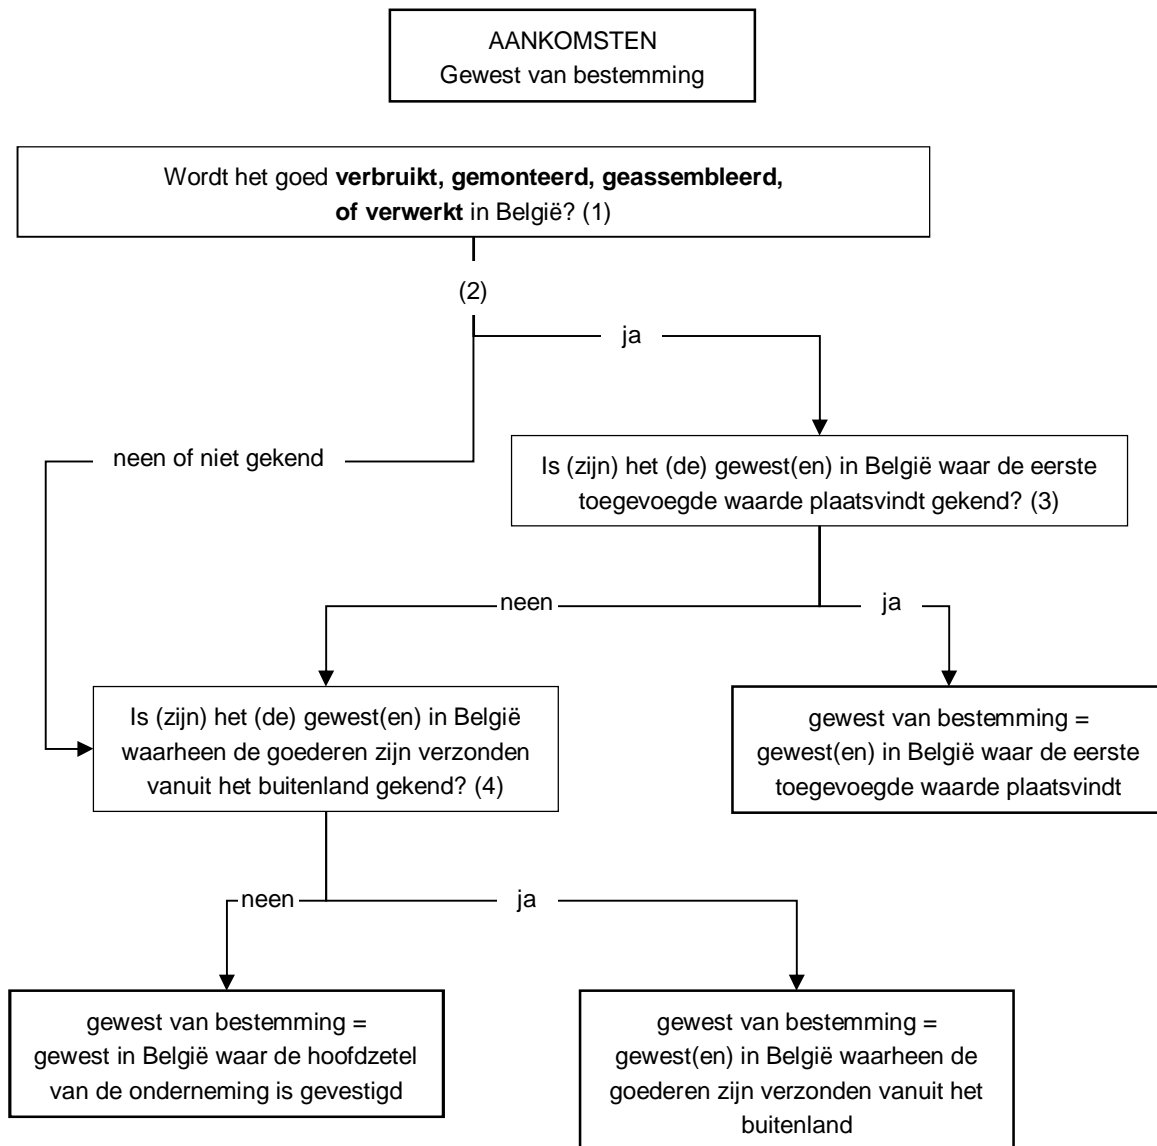 AANKOMSTEN
Gewest van bestemming
Wordt het goed verbruikt, gemonteerd, geassembleerd,
of verwerkt in België? (1)
(2)
ja
neen of niet gekend
Is (zijn) het (de) gewest(en) in België waar de eerste
toegevoegde waarde plaatsvindt gekend? (3)
neen
ja
Is (zijn) het (de) gewest(en) in België
waarheen de goederen zijn verzonden
vanuit het buitenland gekend? (4)
gewest van bestemming =
gewest(en) in België waar de eerste
toegevoegde waarde plaatsvindt
neen
ja
gewest van bestemming =
gewest in België waar de hoofdzetel
van de onderneming is gevestigd
gewest van bestemming =
gewest(en) in België waarheen de
goederen zijn verzonden vanuit het
buitenland